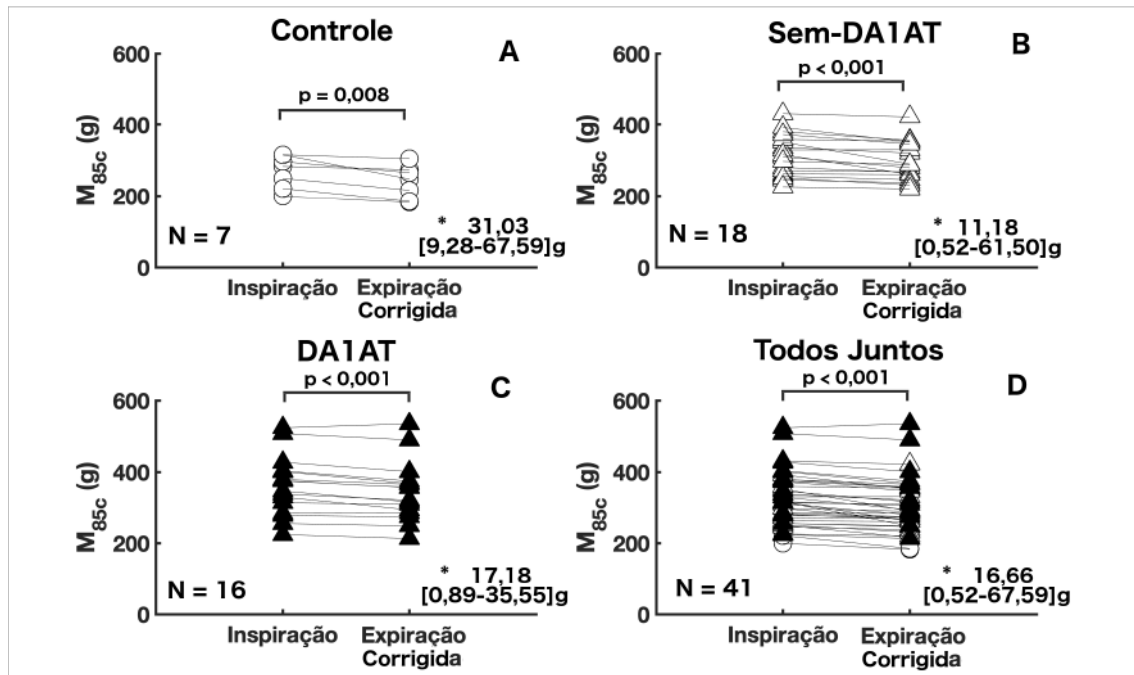 Controle
A
600
400
200
0
M85c (g)
p = 0,008
N = 7
* 31,03
[9,28-67,59]g
Inspiração
Expiração
Corrigida
Sem-DA1AT
B
600
400
200
0
M85c (g)
p < 0,001
N = 18
* 11,18
[0,52-61,50]g
Inspiração
Expiração
Corrigida
DA1AT
C
600
400
200
0
M85c (g)
p < 0,001
N = 16
* 17,18
[0,89-35,55]g
Inspiração
Expiração
Corrigida
Todos Juntos
D
600
400
200
0
M85c (g)
p < 0,001
N = 41
* 16,66
[0,52-67,59]g
Inspiração
Expiração
Corrigida